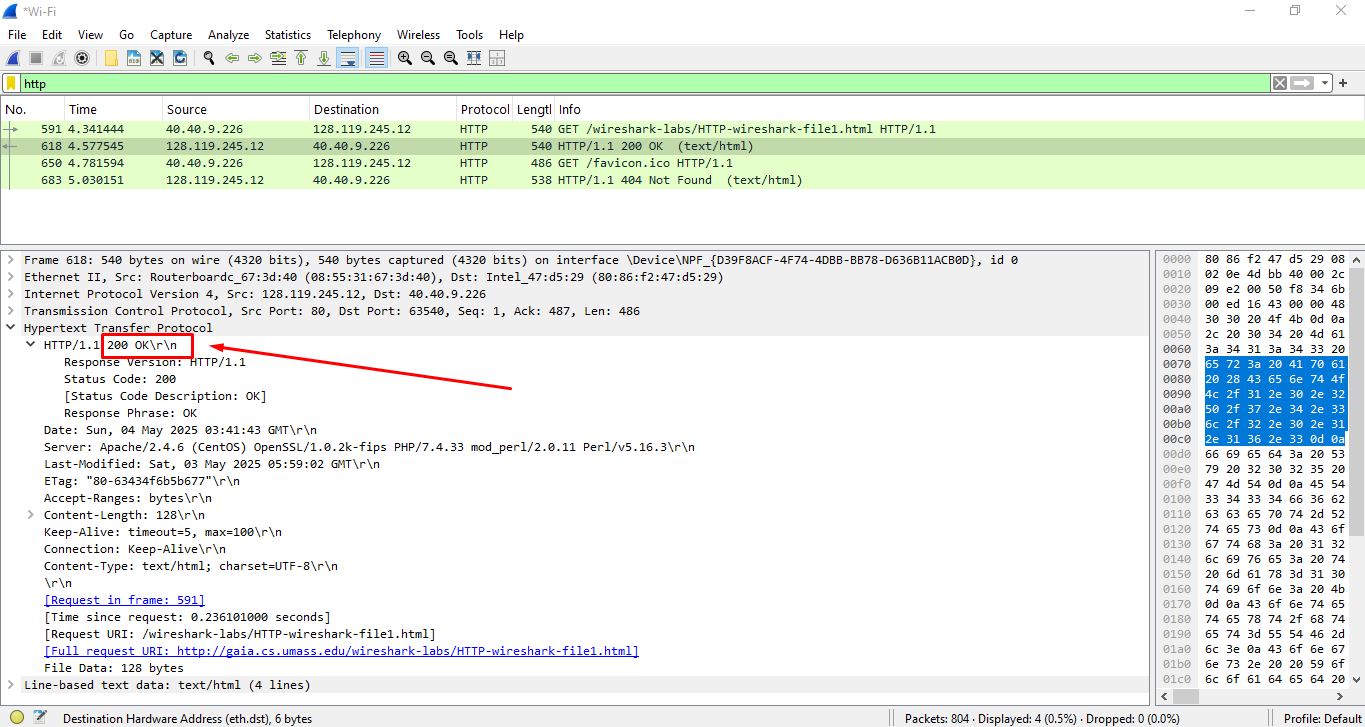 *Wi-Fi
File Edit View Go Capture Analyze Statistics Telephony Wireless Tools Help
http
No. Time Source Destination Protocol Lengtl Info
591 4.341444 40.40.9.226 128.119.245.12 HTTP 540 GET /wireshark-labs/HTTP-wireshark-file1.html HTTP/1.1
618 4.577545 128.119.245.12 40.40.9.226 HTTP 540 HTTP/1.1 200 OK (text/html)
650 4.781594 40.40.9.226 128.119.245.12 HTTP 486 GET /favicon.ico HTTP/1.1
683 5.030151 128.119.245.12 40.40.9.226 HTTP 538 HTTP/1.1 404 Not Found (text/html)
Frame 618: 540 bytes on wire (4320 bits), 540 bytes captured (4320 bits) on interface \Device\NPF_{D39F8ACF-4F74-4DBB-BB78-D636B11ACB0D}, id 0
Ethernet II, Src: Routerboardc_67:3d:40 (08:55:31:67:3d:40), Dst: Intel_47:d5:29 (80:86:f2:47:d5:29)
Internet Protocol Version 4, Src: 128.119.245.12, Dst: 40.40.9.226
Transmission Control Protocol, Src Port: 80, Dst Port: 63540, Seq: 1, Ack: 487, Len: 486
Hypertext Transfer Protocol
HTTP/1.1 200 OK\r\n
Response Version: HTTP/1.1
Status Code: 200
[Status Code Description: OK]
Response Phrase: OK
Date: Sun, 04 May 2025 03:41:43 GMT\r\n
Server: Apache/2.4.6 (CentOS) OpenSSL/1.0.2k-fips PHP/7.4.33 mod_perl/2.0.11 Perl/v5.16.3\r\n
Last-Modified: Sat, 03 May 2025 05:59:02 GMT\r\n
ETag: "80-63434f6b5b677"\r\n
Accept-Ranges: bytes\r\n
Content-Length: 128\r\n
Keep-Alive: timeout=5, max=100\r\n
Connection: Keep-Alive\r\n
Content-Type: text/html; charset=UTF-8\r\n
\r\n
[Request in frame: 591]
[Time since request: 0.236101000 seconds]
[Request URI: /wireshark-labs/HTTP-wireshark-file1.html]
[Full request URI: http://gaia.cs.umass.edu/wireshark-labs/HTTP-wireshark-file1.html]
File Data: 128 bytes
Line-based text data: text/html (4 lines)
0000 80 86 f2 47 d5 29 08
0010 02 0e 4d bb 40 00 2c
0020 09 e2 00 50 f8 34 6b
0030 00 ed 16 43 00 00 48
0040 30 30 20 4f 4b 0d 0a
0050 2c 20 30 34 20 4d 61
0060 3a 34 31 3a 34 33 20
0070 65 72 3a 20 41 70 61
0080 20 28 43 65 6e 74 4f
0090 4c 2f 31 2e 30 2e 32
00a0 50 2f 37 2e 34 2e 33
00b0 6c 2f 32 2e 30 2e 31
00c0 2e 31 36 2e 33 0d 0a
00d0 66 69 65 64 3a 20 53
00e0 79 20 32 30 32 35 20
00f0 47 4d 54 0d 0a 45 54
0100 33 34 33 34 66 36 62
0110 63 63 65 70 74 2d 52
0120 74 65 73 0d 0a 43 6f
0130 67 74 68 3a 20 31 32
0140 6c 69 76 65 3a 20 74
0150 20 6d 61 78 3d 31 30
0160 74 69 6f 6e 3a 20 4b
0170 0d 0a 43 6f 6e 74 65
0180 74 65 78 74 2f 68 74
0190 65 74 3d 55 54 46 2d
01a0 6c 3e 0a 43 6f 6e 67
01b0 6e 73 2e 20 20 59 6f
01c0 6c 6f 61 64 65 64 20
Destination Hardware Address (eth.dst), 6 bytes
Packets: 804 · Displayed: 4 (0.5%) · Dropped: 0 (0.0%)
Profile: Default